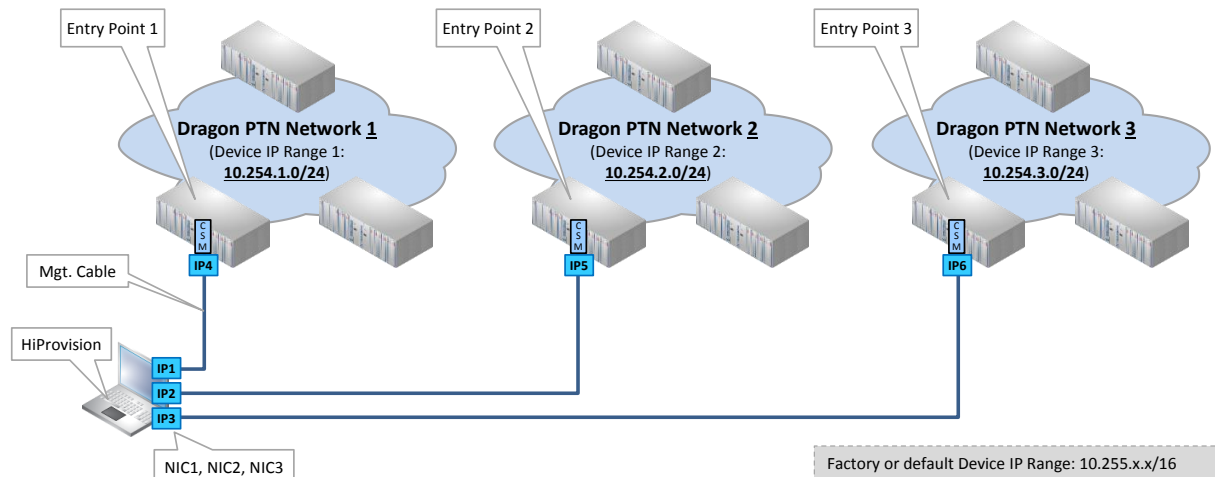 Entry Point 1
Entry Point 2
Entry Point 3
Dragon PTN Network 1
(Device IP Range 1:
10.254.1.0/24)
Dragon PTN Network 2
(Device IP Range 2:
10.254.2.0/24)
Dragon PTN Network 3
(Device IP Range 3:
10.254.3.0/24)
CSM
CSM
CSM
IP4
IP5
IP6
Mgt. Cable
HiProvision
IP1
IP2
IP3
NIC1, NIC2, NIC3
Factory or default Device IP Range: 10.255.x.x/16